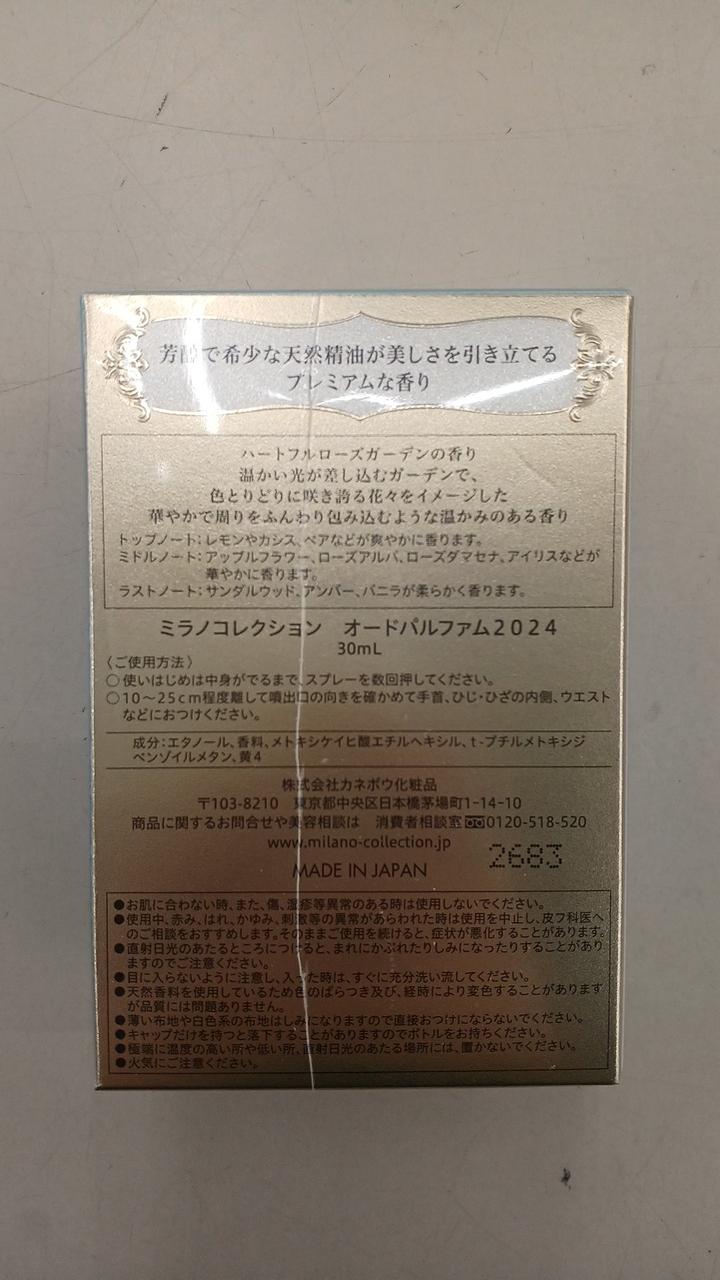 芳醇で希少な天然精油が美しさを引き立てる
プレミアムな香り
ハートフルローズガーデンの香り
温かい光が差し込むガーデンで、
色とりどりに咲き誇る花々をイメージした
華やかで周りをふんわり包み込むような温かみのある香り
トップノート：レモンやカシス、ペアなどが爽やかに香ります。
ミドルノート：アップルフラワー、ローズアルバ、ローズダマセナ、アイリスなどが
華やかに香ります。
ラストノート：サンダルウッド、アンバー、バニラが柔らかく香ります。
ミラノコレクション　オードパルファム2024
30mL
〈ご使用方法〉
○使いはじめは中身がでるまで、スプレーを数回押してください。
○10～25cm程度離して噴出口の向きを確かめて手首、ひじ・ひざの内側、ウエスト
などにおつけください。
成分：エタノール、香料、メトキシケイヒ酸エチルヘキシル、t-ブチルメトキシジ
ベンゾイルメタン、黄4
株式会社カネボウ化粧品
〒103-8210　東京都中央区日本橋茅場町1-14-10
商品に関するお問合せや美容相談は　消費者相談室 0120-518-520
www.milano-collection.jp
2683
MADE IN JAPAN
●お肌に合わない時、また、傷、湿疹等異常のある時は使用しないでください。
●使用中、赤み、はれ、かゆみ、刺激等の異常があらわれた時は使用を中止し、皮フ科医へ
のご相談をおすすめします。そのままご使用を続けると、症状が悪化することがあります。
●直射日光のあたるところにつけると、まれにかぶれたりしみになったりすることがあり
ますのでご注意ください。
●目に入らないように注意し、入った時は、すぐに充分洗い流してください。
●天然香料を使用しているため色のばらつき及び、経時により変色することがあります
が品質には問題ありません。
●薄い布地や白色系の布地はしみになりますので直接おつけにならないでください。
●キャップだけを持つと落下することがありますのでボトルをお持ちください。
●極端に温度の高い所や低い所、直射日光のあたる場所には、置かないでください。
●火気にご注意ください。